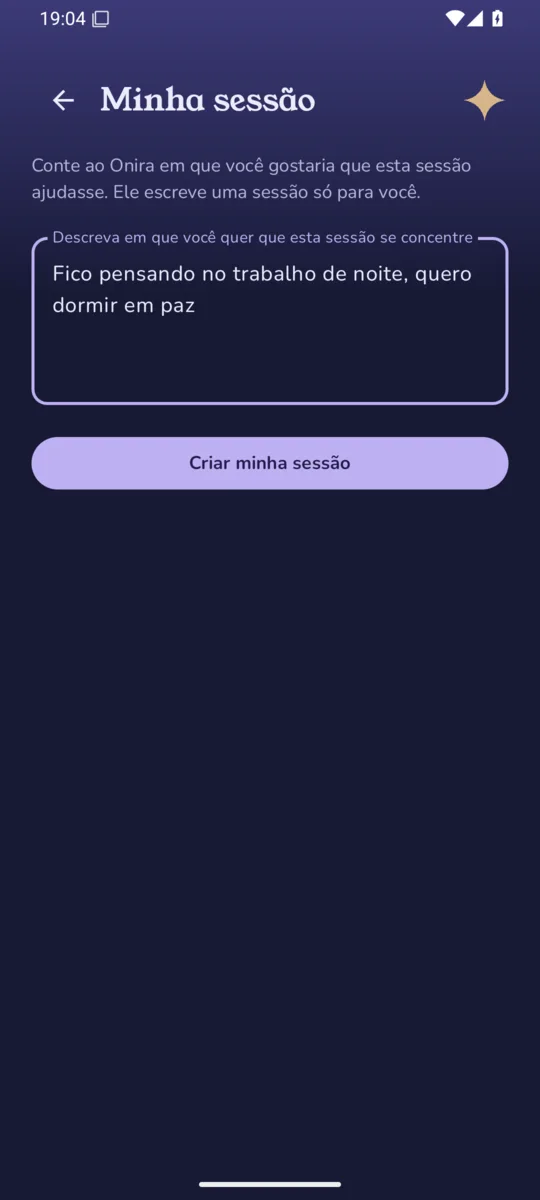 19:04
Minha sessão
Conte ao Onira em que você gostaria que esta sessão
ajudasse. Ele escreve uma sessão só para você.
Descreva em que você quer que esta sessão se concentre
Fico pensando no trabalho de noite, quero
dormir em paz
Criar minha sessão